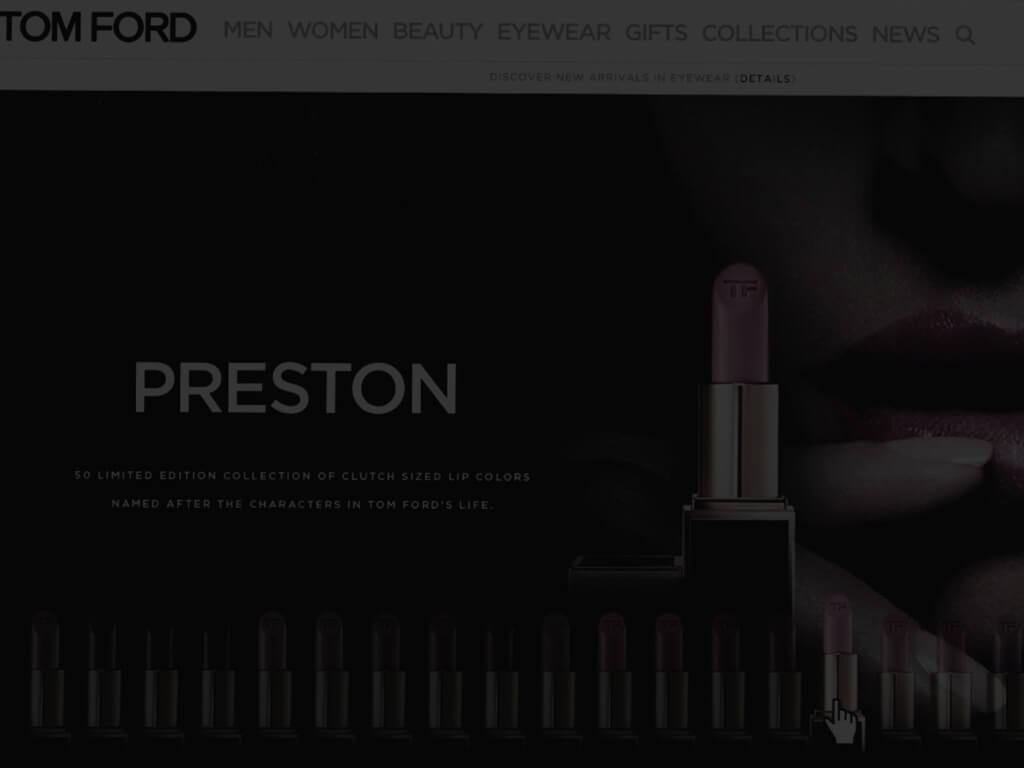 TOM FORD MEN WOMEN BEAUTY EYEWEAR GIFTS COLLECTIONS NEWS
DISCOVER NEW ARRIVALS IN EYEWEAR (DETAILS)
TF
PRESTON
50 LIMITED EDITION COLLECTION OF CLUTCH SIZED LIP COLORS
NAMED AFTER THE CHARACTERS IN TOM FORD'S LIFE.